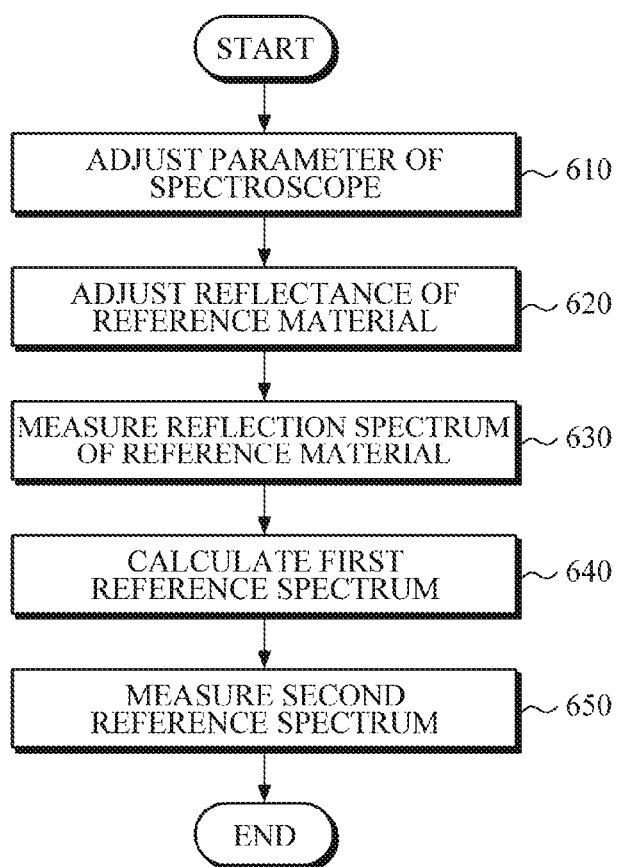 START
ADJUST PARAMETER OF
SPECTROSCOPE
610
ADJUST REFLECTANCE OF
REFERENCE MATERIAL
620
MEASURE REFLECTION SPECTRUM
OF REFERENCE MATERIAL
630
CALCULATE FIRST
REFERENCE SPECTRUM
640
MEASURE SECOND
REFERENCE SPECTRUM
650
END